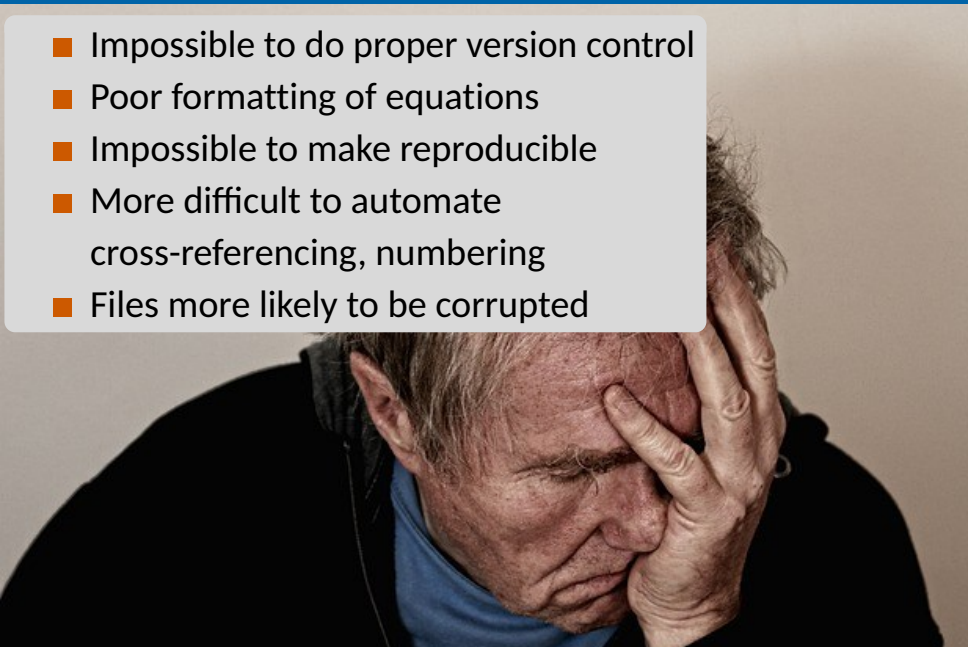 Impossible to do proper version control
Poor formatting of equations
Impossible to make reproducible
More difficult to automate
cross-referencing, numbering
Files more likely to be corrupted